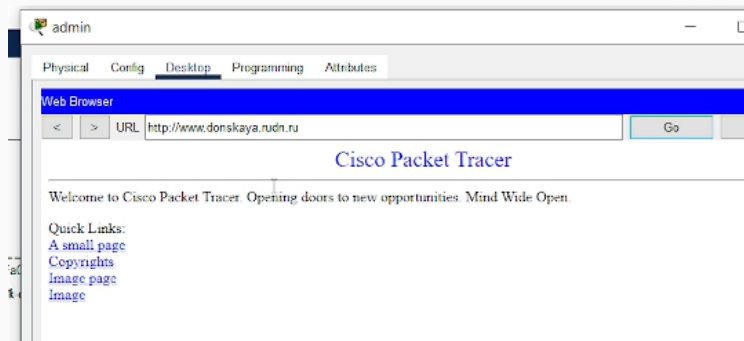 admin
Physical Config Desktop Programming Attributes
Web Browser
< > URL http://www.donskaya.rudn.ru Go
Cisco Packet Tracer
Welcome to Cisco Packet Tracer. Opening doors to new opportunities. Mind Wide Open.
Quick Links:
A small page
Copyrights
Image page
Image